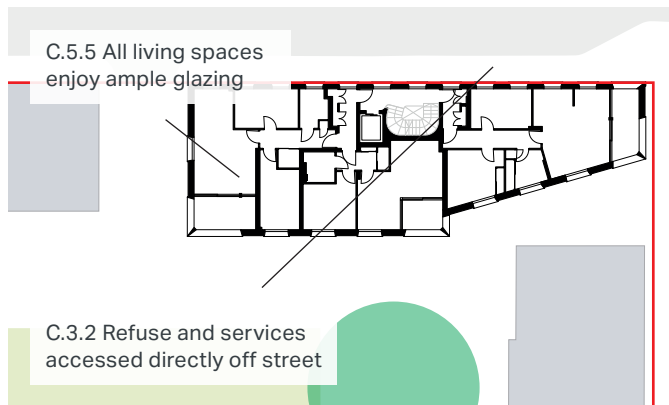 C.5.5 All living spaces
enjoy ample glazing
C.3.2 Refuse and services
accessed directly off street